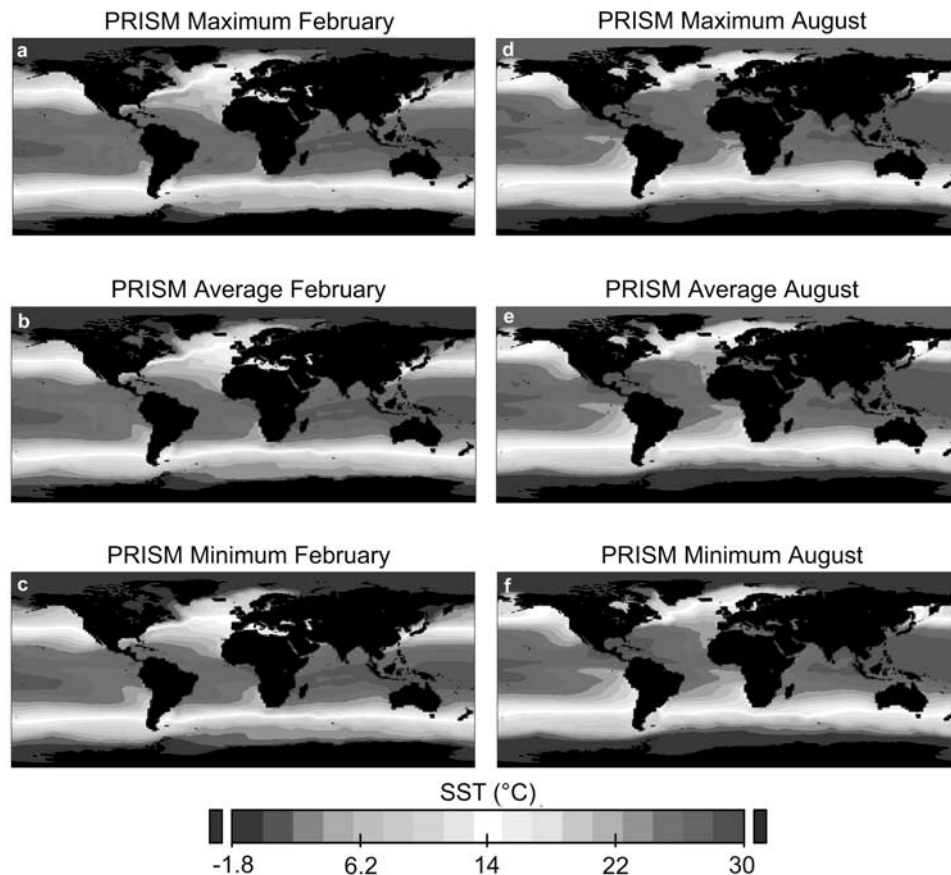 PRISM Maximum February
PRISM Maximum August
a
d
PRISM Average February
PRISM Average August
b
e
PRISM Minimum February
PRISM Minimum August
c
f
SST (°C)
-1.8 6.2 14 22 30